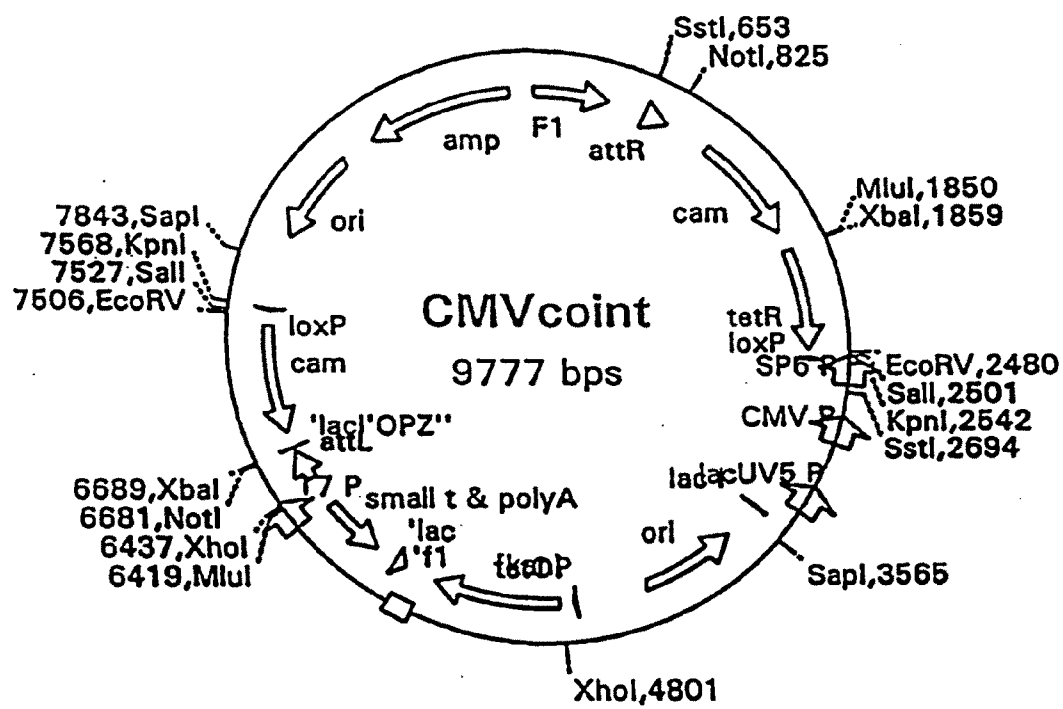 SstI,653
NotI,825
F1
amp
attR
MluI,1850
XbaI,1859
cam
ori
7843,SapI
7568,KpnI
7527,SalI
7506,EcoRV
CMVcoint
9777 bps
loxP
cam
tetR
loxP
SP6 P
EcoRV,2480
SalI,2501
KpnI,2542
SstI,2694
CMV P
'lacI'OPZ''
attL
lacUV5 P
6689,XbaI
6681,NotI
6437,XhoI
6419,MluI
T7 P
small t & polyA
'lac
'f1
ori
SapI,3565
XhoI,4801